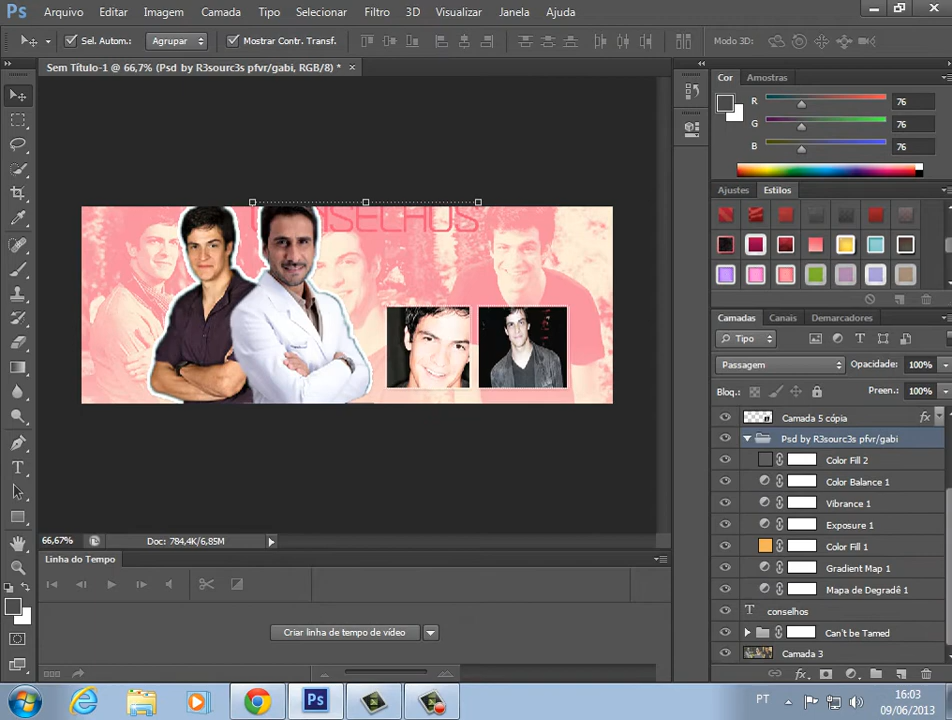 Ps Arquivo Editar Imagem Camada Tipo Selecionar Filtro 3D Visualizar Janela Ajuda
Sel. Autom.: Agrupar Mostrar Contr. Transf. Modo 3D:
Sem Título-1 @ 66,7% (Psd by R3sourc3s pfvr/gabi, RGB/8) * ×
Cor Amostras
R 76
G 76
B 76
Ajustes Estilos
CONSELHOS
Camadas Canais Demarcadores
Tipo
Passagem Opacidade: 100%
Bloq.: Preen.: 100%
Camada 5 cópia fx
Psd by R3sourc3s pfvr/gabi
Color Fill 2
Color Balance 1
Vibrance 1
Exposure 1
Color Fill 1
Gradient Map 1
Mapa de Degradê 1
T conselhos
Can't be Tamed
Camada 3
66,67% Doc: 784,4K/6,85M
Linha do Tempo
Criar linha de tempo de vídeo
fx
PT 16:03
09/06/2013